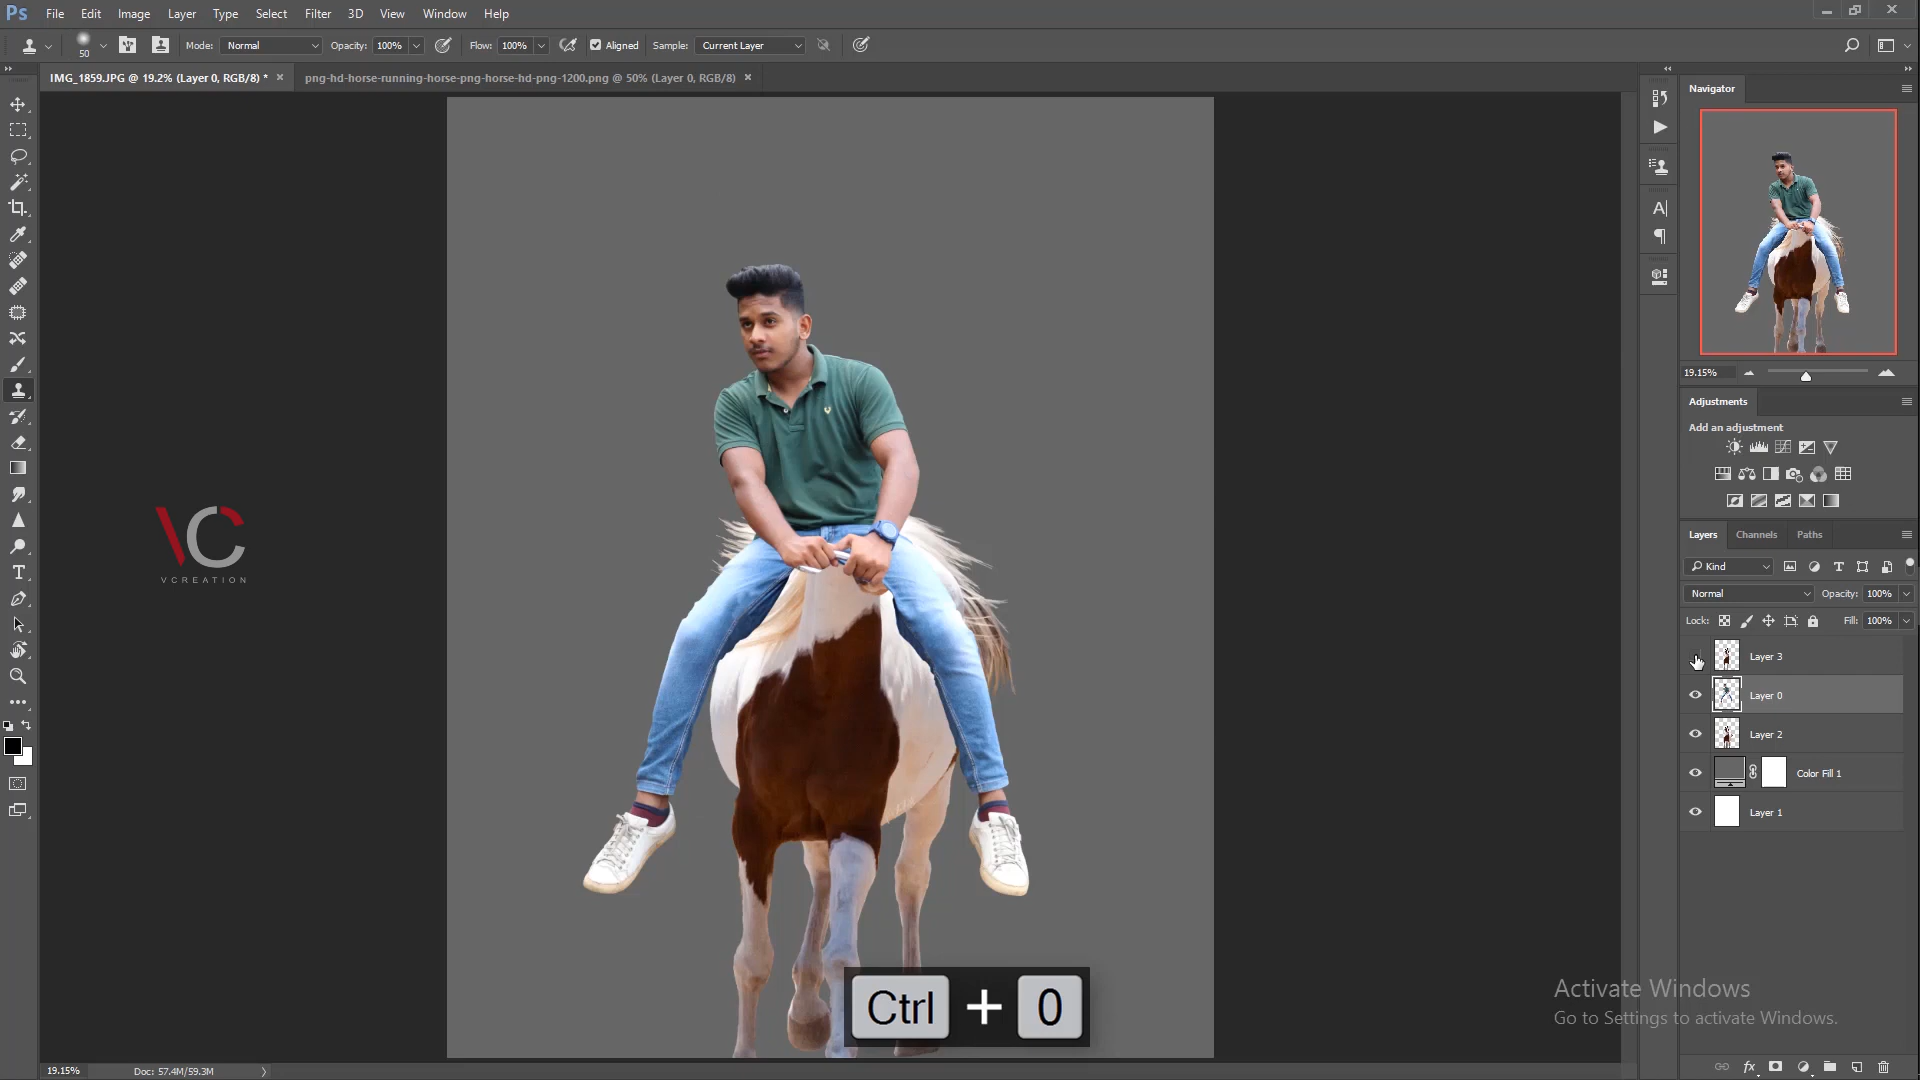 Ps File Edit Image Layer Type Select Filter 3D View Window Help
50 Mode: Normal Opacity: 100% Flow: 100% Aligned Sample: Current Layer
IMG_1859.JPG @ 19.2% (Layer 0, RGB/8) * × png-hd-horse-running-horse-png-horse-hd-png-1200.png @ 50% (Layer 0, RGB/8) ×
Navigator
19.15%
Adjustments
Add an adjustment
Layers Channels Paths
Kind
Normal Opacity: 100%
Lock: Fill: 100%
Layer 3
Layer 0
Layer 2
Color Fill 1
Layer 1
VC
VCREATION
Ctrl + 0
Activate Windows
Go to Settings to activate Windows.
19.15% Doc: 57.4M/59.3M